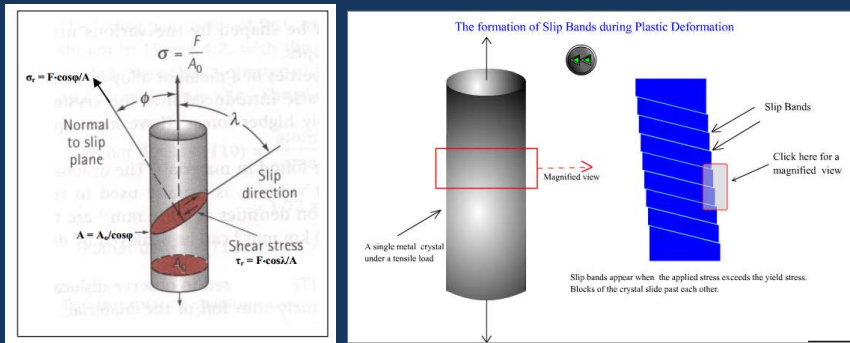 σ = F/A₀
σᵣ = F·cosφ/A
ϕ
λ
Normal
to slip
plane
Slip
direction
A = Aₒ/cosφ
Shear stress
τᵣ = F·cosλ/A
A₀
The formation of Slip Bands during Plastic Deformation
Slip Bands
Click here for a
magnified view
Magnified view
A single metal crystal
under a tensile load
Slip bands appear when the applied stress exceeds the yield stress.
Blocks of the crystal slide past each other.